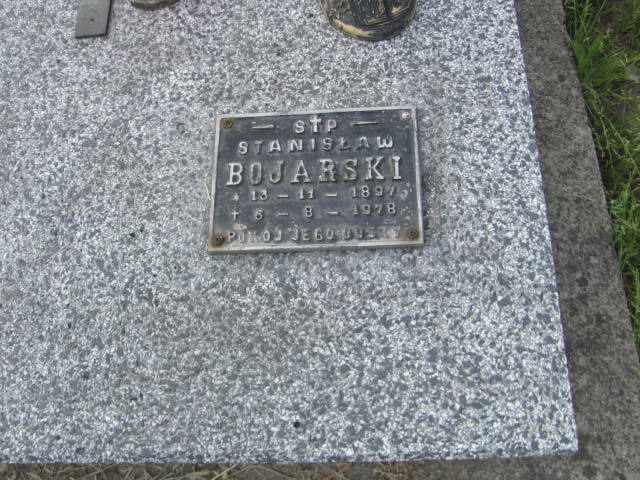 — S†P —
STANISŁAW
BOJARSKI
* 13 - 11 - 1897
† 6 - 8 - 1978
POKÓJ JEGO DUSZY